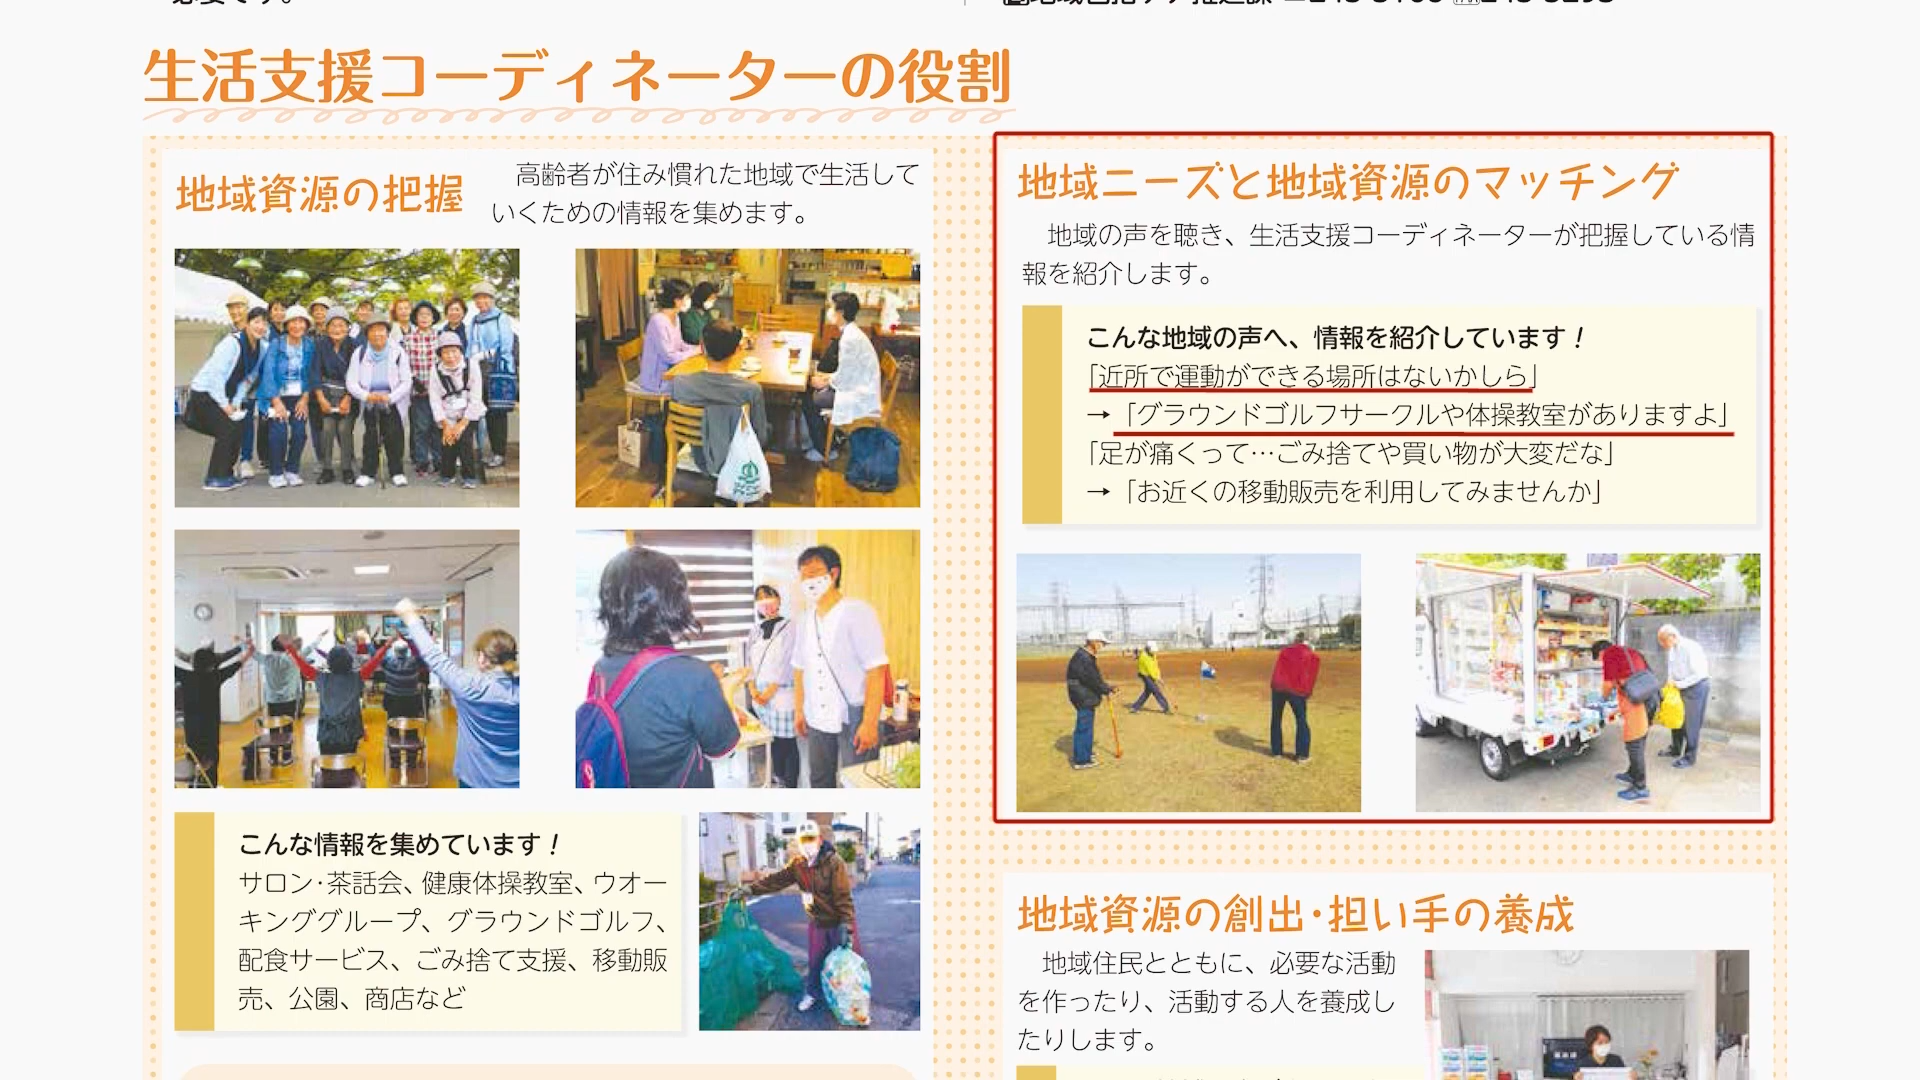 生活支援コーディネーターの役割
地域資源の把握
高齢者が住み慣れた地域で生活して
いくための情報を集めます。
こんな情報を集めています！
サロン・茶話会、健康体操教室、ウオー
キンググループ、グラウンドゴルフ、
配食サービス、ごみ捨て支援、移動販
売、公園、商店など
地域ニーズと地域資源のマッチング
地域の声を聴き、生活支援コーディネーターが把握している情
報を紹介します。
こんな地域の声へ、情報を紹介しています！
「近所で運動ができる場所はないかしら」
→「グラウンドゴルフサークルや体操教室がありますよ」
「足が痛くって…ごみ捨てや買い物が大変だな」
→「お近くの移動販売を利用してみませんか」
地域資源の創出・担い手の養成
地域住民とともに、必要な活動
を作ったり、活動する人を養成し
たりします。